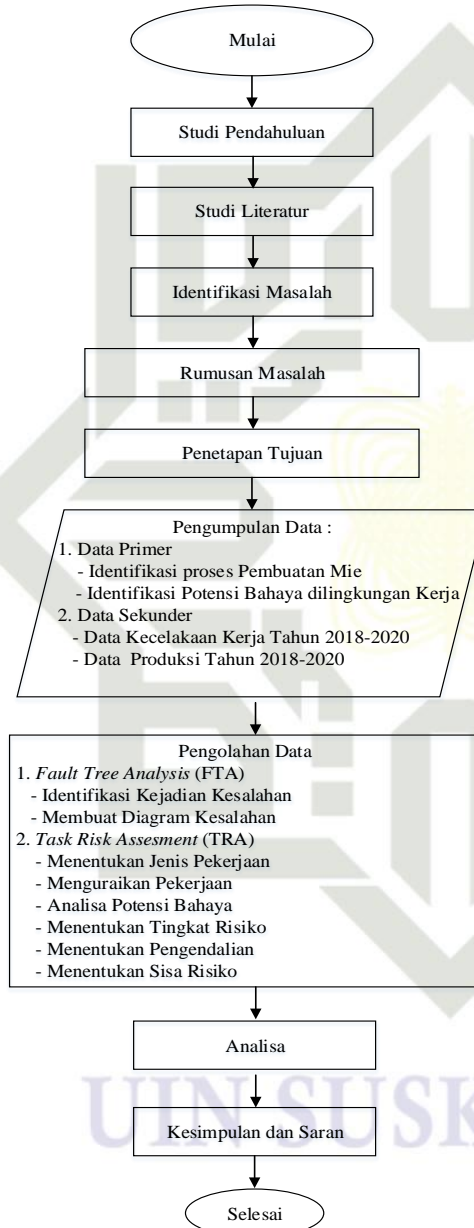 Mulai
Studi Pendahuluan
Studi Literatur
Identifikasi Masalah
Rumusan Masalah
Penetapan Tujuan
Pengumpulan Data :
1. Data Primer
- Identifikasi proses Pembuatan Mie
- Identifikasi Potensi Bahaya dilingkungan Kerja
2. Data Sekunder
- Data Kecelakaan Kerja Tahun 2018-2020
- Data Produksi Tahun 2018-2020
Pengolahan Data
1. Fault Tree Analysis (FTA)
- Identifikasi Kejadian Kesalahan
- Membuat Diagram Kesalahan
2. Task Risk Assesment (TRA)
- Menentukan Jenis Pekerjaan
- Menguraikan Pekerjaan
- Analisa Potensi Bahaya
- Menentukan Tingkat Risiko
- Menentukan Pengendalian
- Menentukan Sisa Risiko
Analisa
UIN SUSK
Kesimpulan dan Saran
Selesai